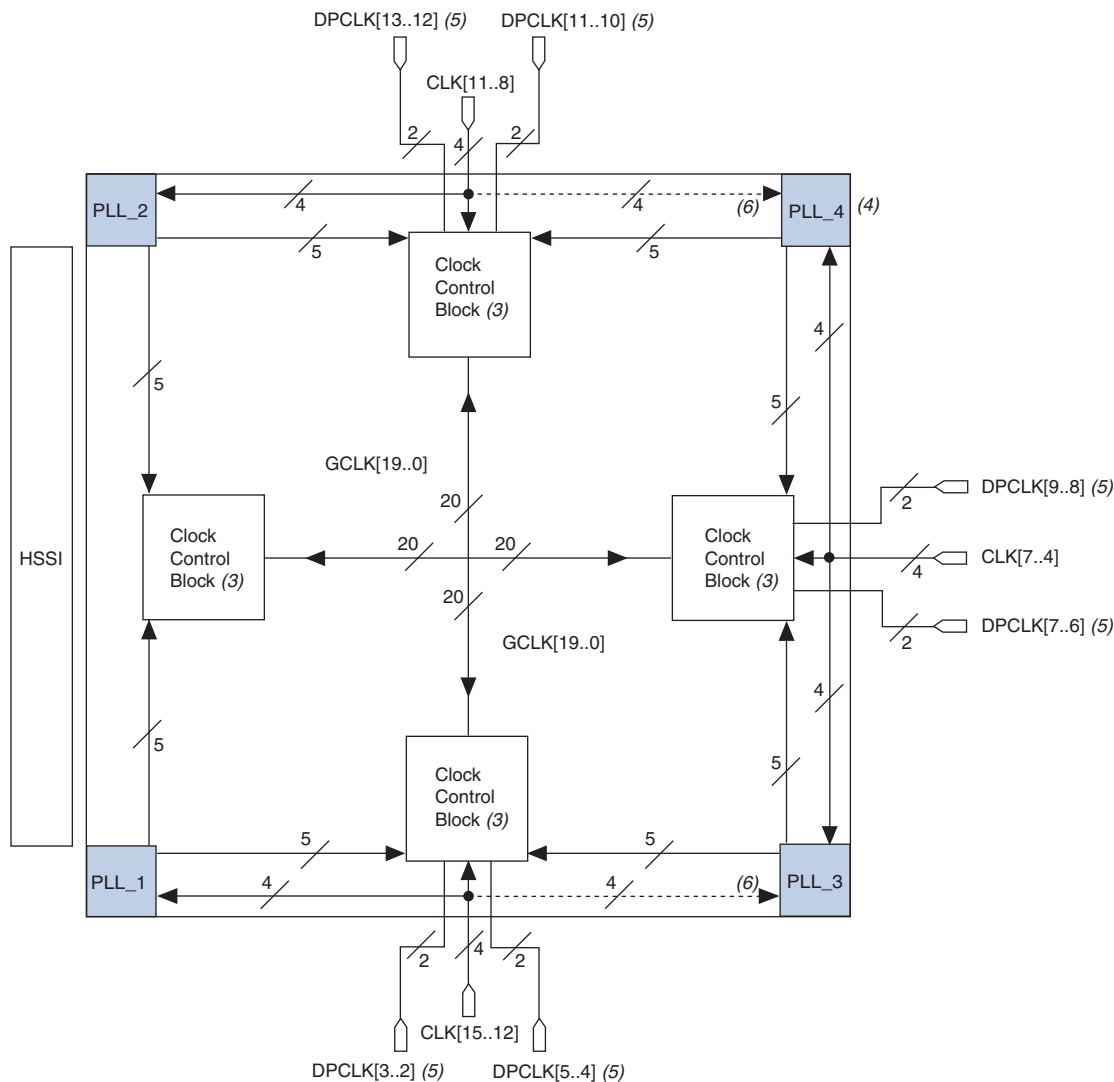 DPCLK[13..12] (5)
DPCLK[11..10] (5)
CLK[11..8]
2
4
2
PLL_2
4
4
(6)
PLL_4
(4)
5
5
Clock
Control
Block (3)
4
5
5
GCLK[19..0]
20
DPCLK[9..8] (5)
2
HSSI
Clock
Control
Block (3)
20
20
Clock
Control
Block (3)
CLK[7..4]
4
20
DPCLK[7..6] (5)
2
GCLK[19..0]
4
5
5
Clock
Control
Block (3)
5
5
PLL_1
4
4
(6)
PLL_3
2
4
2
CLK[15..12]
DPCLK[3..2] (5)
DPCLK[5..4] (5)